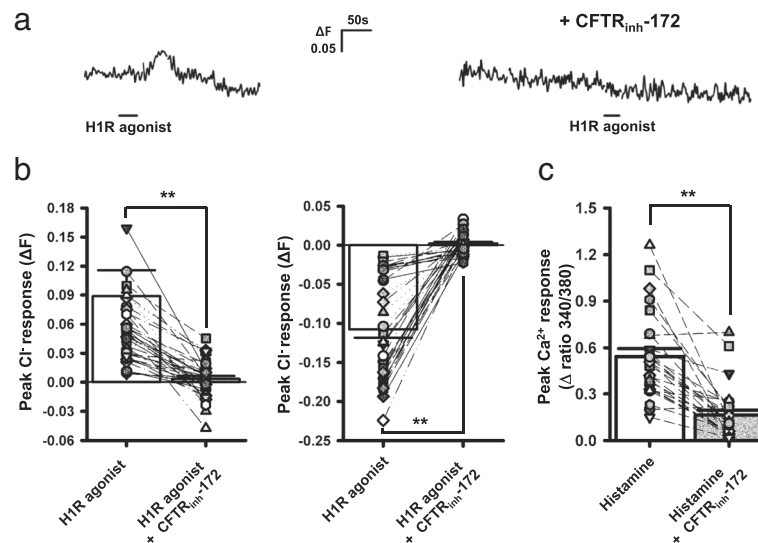 a
ΔF
0.05
50s
+ CFTRinh-172
H1R agonist
H1R agonist
b
**
Peak Cl- response (ΔF)
0.18
0.15
0.12
0.09
0.06
0.03
0.00
-0.03
-0.06
H1R agonist
H1R agonist
+ CFTRinh-172
Peak Cl- response (ΔF)
0.05
0.00
-0.05
-0.10
-0.15
-0.20
-0.25
**
H1R agonist
H1R agonist
+ CFTRinh-172
c
**
Peak Ca2+ response
(Δ ratio 340/380)
1.5
1.2
0.9
0.6
0.3
0.0
Histamine
Histamine
+ CFTRinh-172